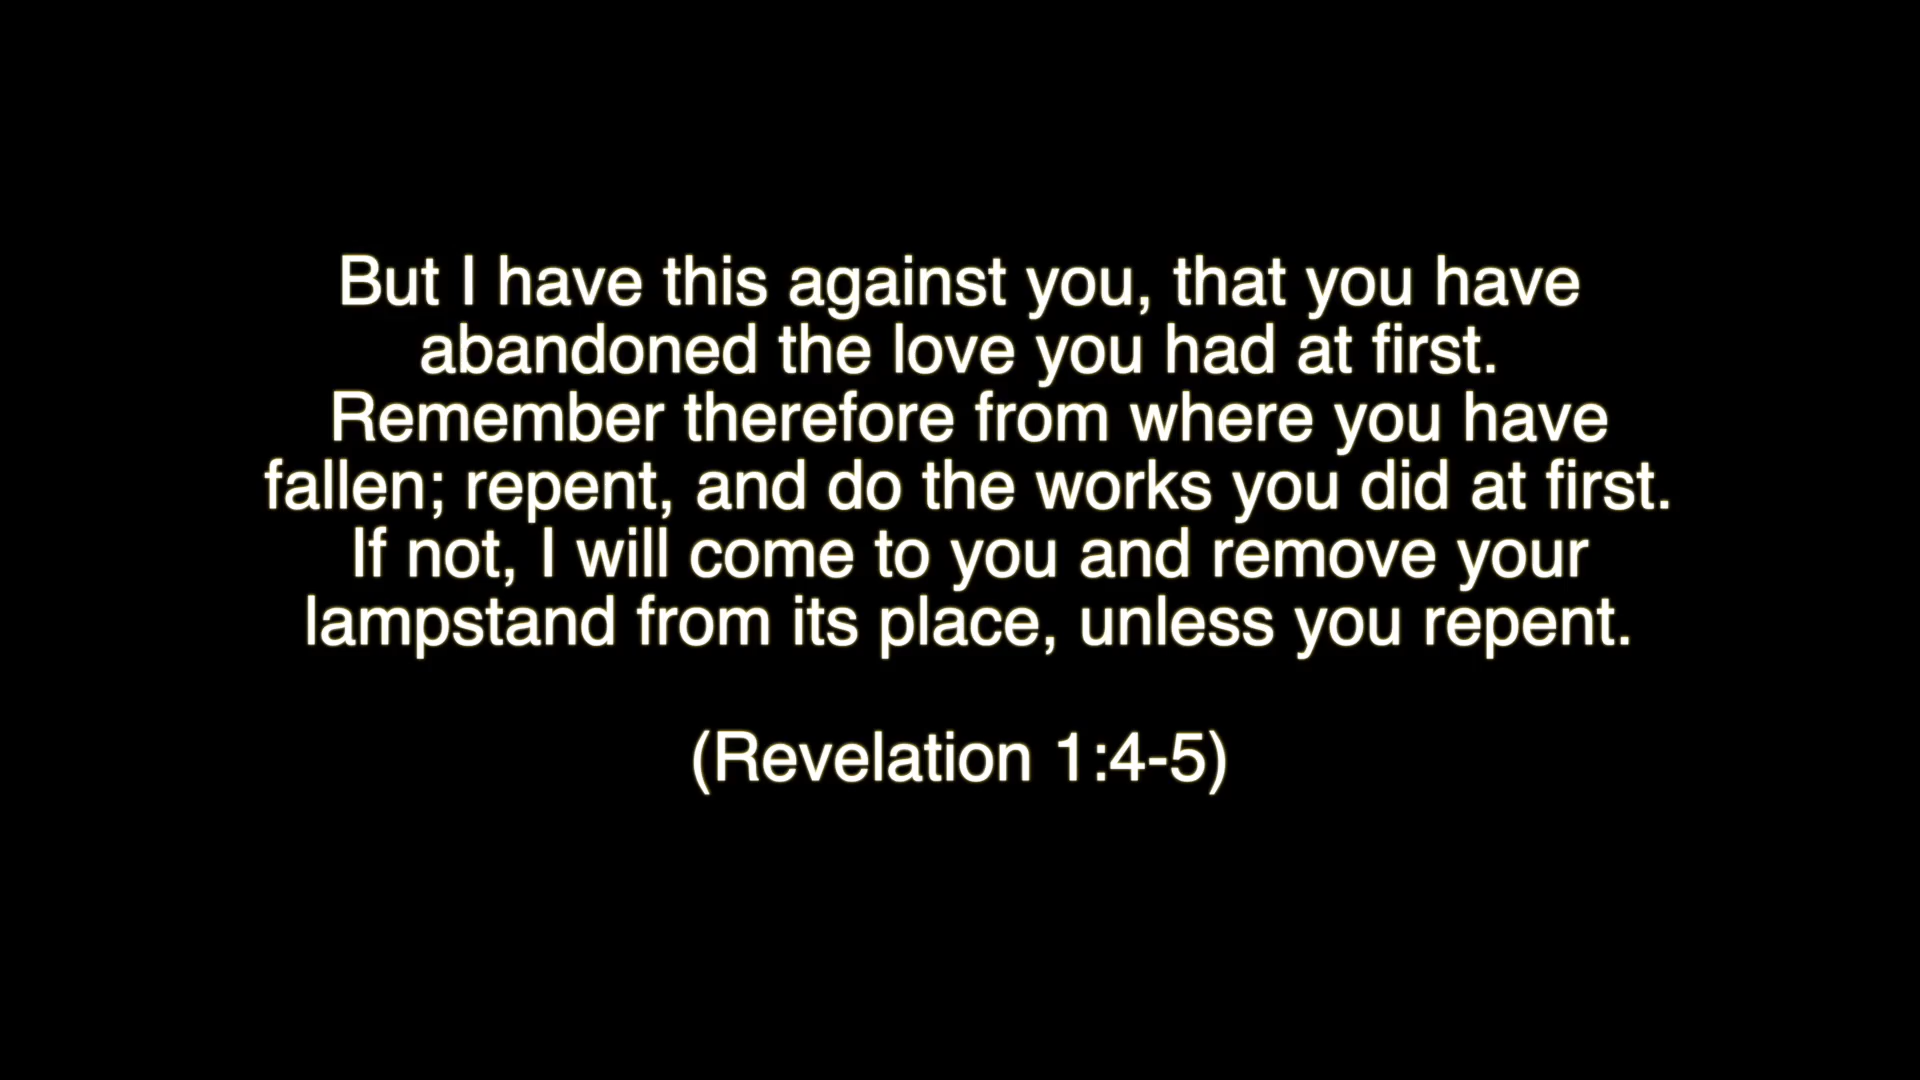 But I have this against you, that you have
abandoned the love you had at first.
Remember therefore from where you have
fallen; repent, and do the works you did at first.
If not, I will come to you and remove your
lampstand from its place, unless you repent.
(Revelation 1:4-5)